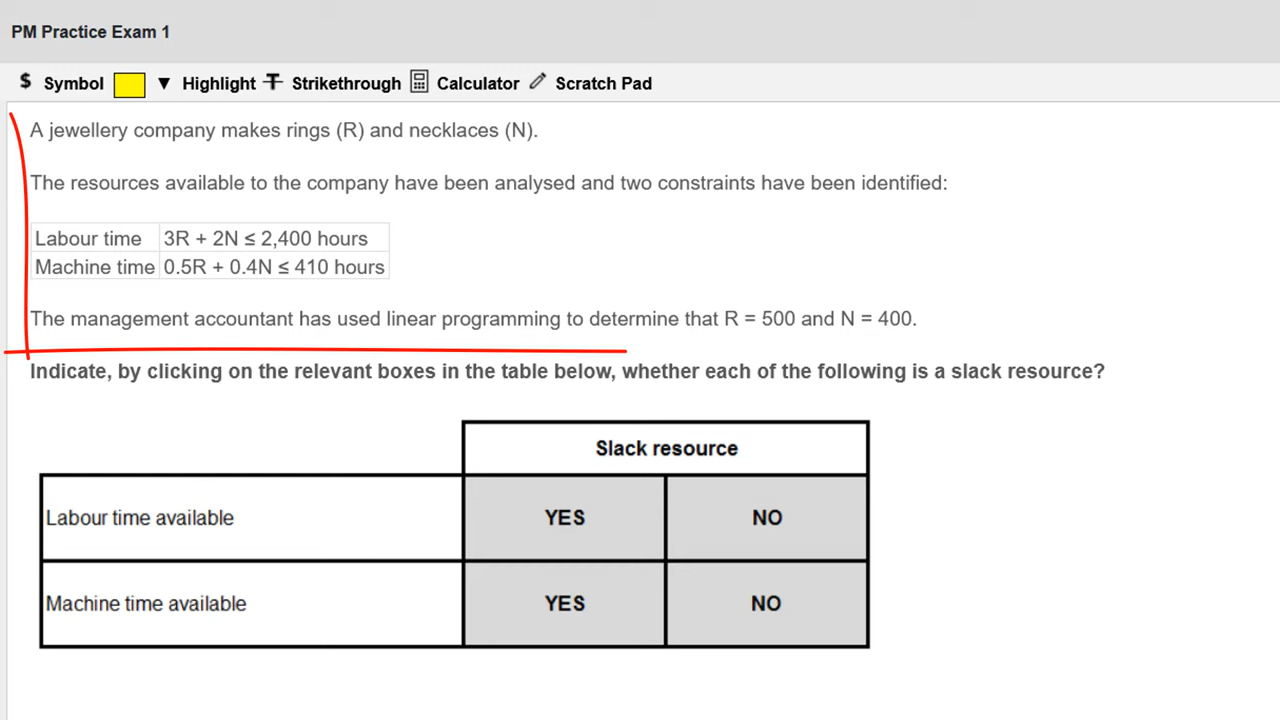 PM Practice Exam 1
$ Symbol ▼ Highlight T Strikethrough Calculator Scratch Pad
A jewellery company makes rings (R) and necklaces (N).
The resources available to the company have been analysed and two constraints have been identified:
Labour time 3R + 2N ≤ 2,400 hours
Machine time 0.5R + 0.4N ≤ 410 hours
The management accountant has used linear programming to determine that R = 500 and N = 400.
Indicate, by clicking on the relevant boxes in the table below, whether each of the following is a slack resource?
Slack resource
Labour time available YES NO
Machine time available YES NO